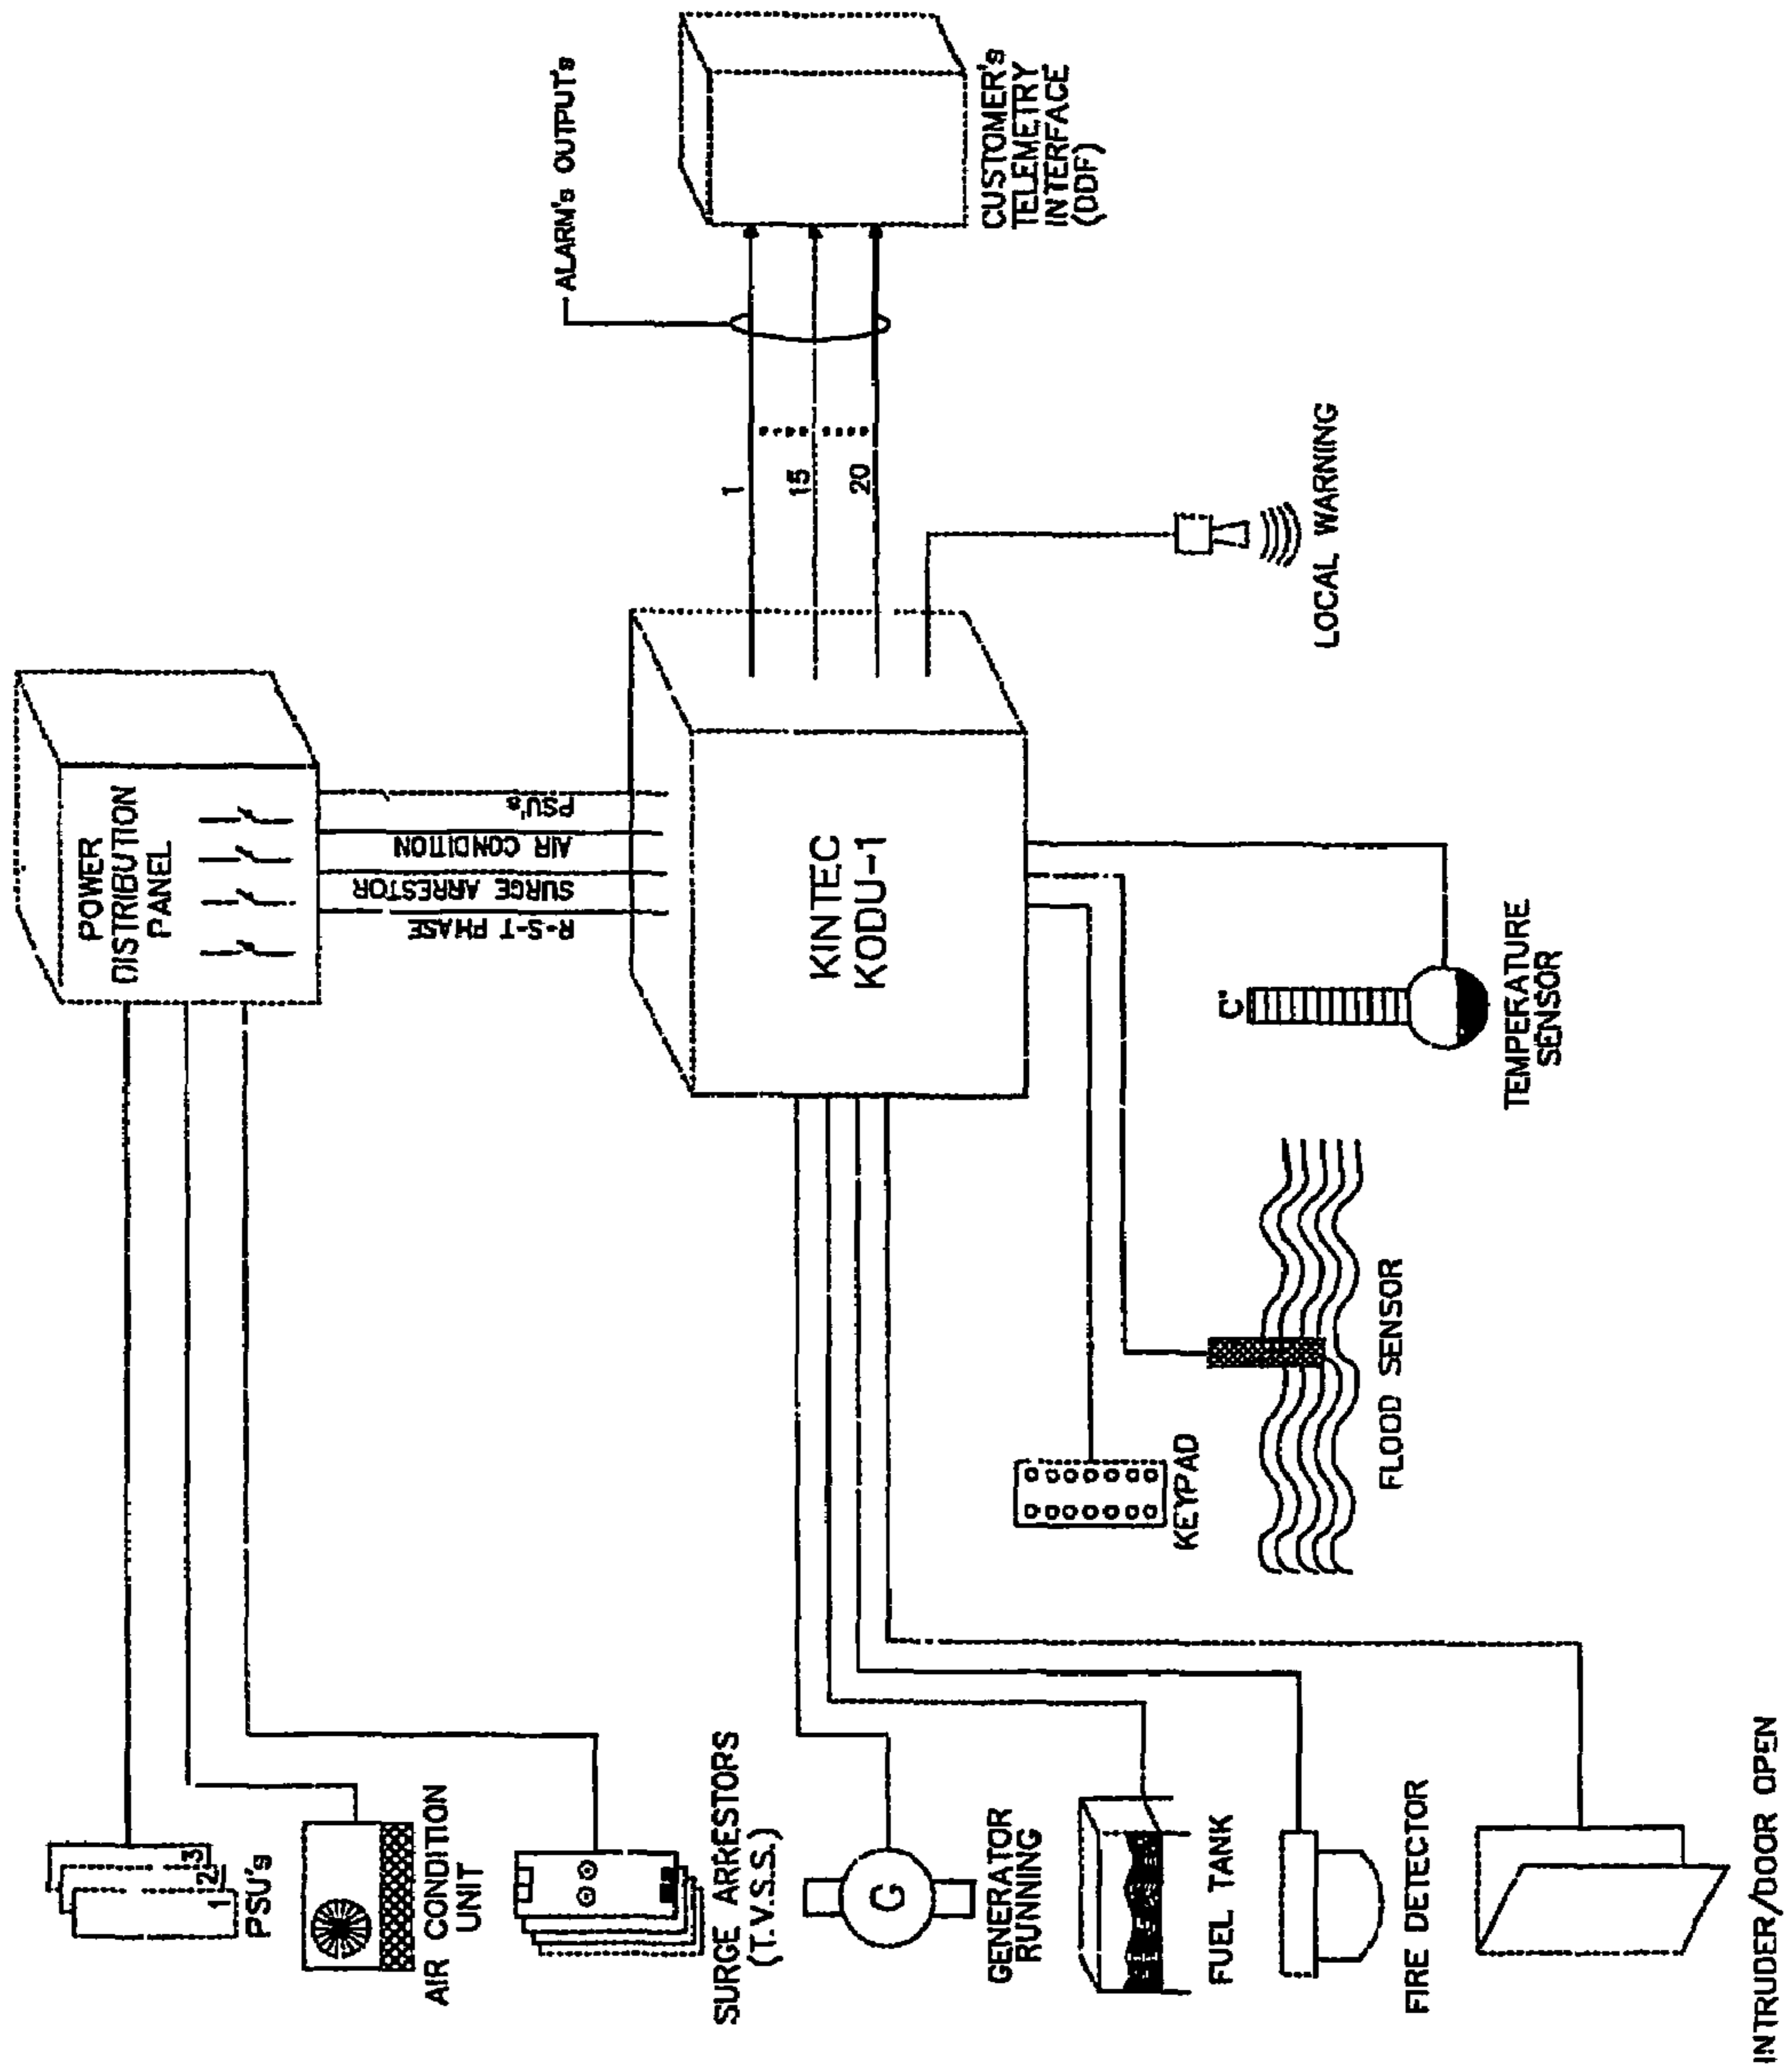 POWER
DISTRIBUTION
PANEL
PSU's
AIR CONDITION
SURGE ARRESTOR
R-S-T PHASE
ALARM's OUTPUT's
CUSTOMER's
TELEMETRY
INTERFACE
(DDF)
1
15
20
KINTEC
KODU-1
LOCAL WARNING
1
2
3
PSU's
AIR CONDITION
UNIT
SURGE ARRESTORS
(T.V.S.S.)
G
GENERATOR
RUNNING
FUEL TANK
FIRE DETECTOR
INTRUDER/DOOR OPEN
KEYPAD
FLOOD SENSOR
C°
TEMPERATURE
SENSOR